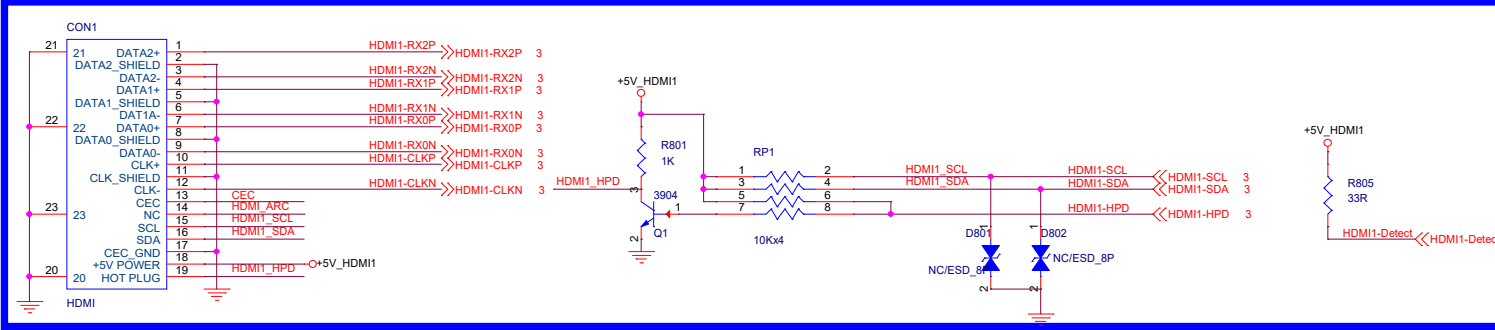 CON1
21 21 DATA2+ 1 HDMI1-RX2P HDMI1-RX2P 3
DATA2_SHIELD 2
DATA2- 3 HDMI1-RX2N HDMI1-RX2N 3
DATA1+ 4 HDMI1-RX1P HDMI1-RX1P 3
DATA1_SHIELD 5
DAT1A- 6 HDMI1-RX1N HDMI1-RX1N 3
22 22 DATA0+ 7 HDMI1-RX0P HDMI1-RX0P 3
DATA0_SHIELD 8
DATA0- 9 HDMI1-RX0N HDMI1-RX0N 3
CLK+ 10 HDMI1-CLKP HDMI1-CLKP 3
CLK_SHIELD 11
CLK- 12 HDMI1-CLKN HDMI1-CLKN 3
CEC 13 CEC
23 23 NC 14 HDMI_ARC
SCL 15 HDMI1_SCL
SDA 16 HDMI1_SDA
CEC_GND 17
+5V POWER 18 +5V_HDMI1
20 20 HOT PLUG 19 HDMI1_HPD
HDMI
+5V_HDMI1
R801
1K
HDMI1_HPD
3
3904
1
Q1
2
RP1
1 2 HDMI1_SCL HDMI1-SCL HDMI1-SCL 3
3 4 HDMI1_SDA HDMI1-SDA HDMI1-SDA 3
5 6
7 8 HDMI1-HPD HDMI1-HPD 3
10Kx4
1 1
D801 D802
NC/ESD_8P NC/ESD_8P
2 2
+5V_HDMI1
R805
33R
HDMI1-Detect HDMI1-Detec